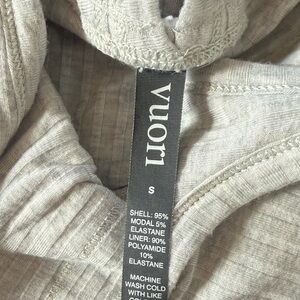 vuori
S
SHELL: 95%
MODAL 5%
ELASTANE
LINER: 90%
POLYAMIDE
10%
ELASTANE
MACHINE
WASH COLD
WITH LIKE